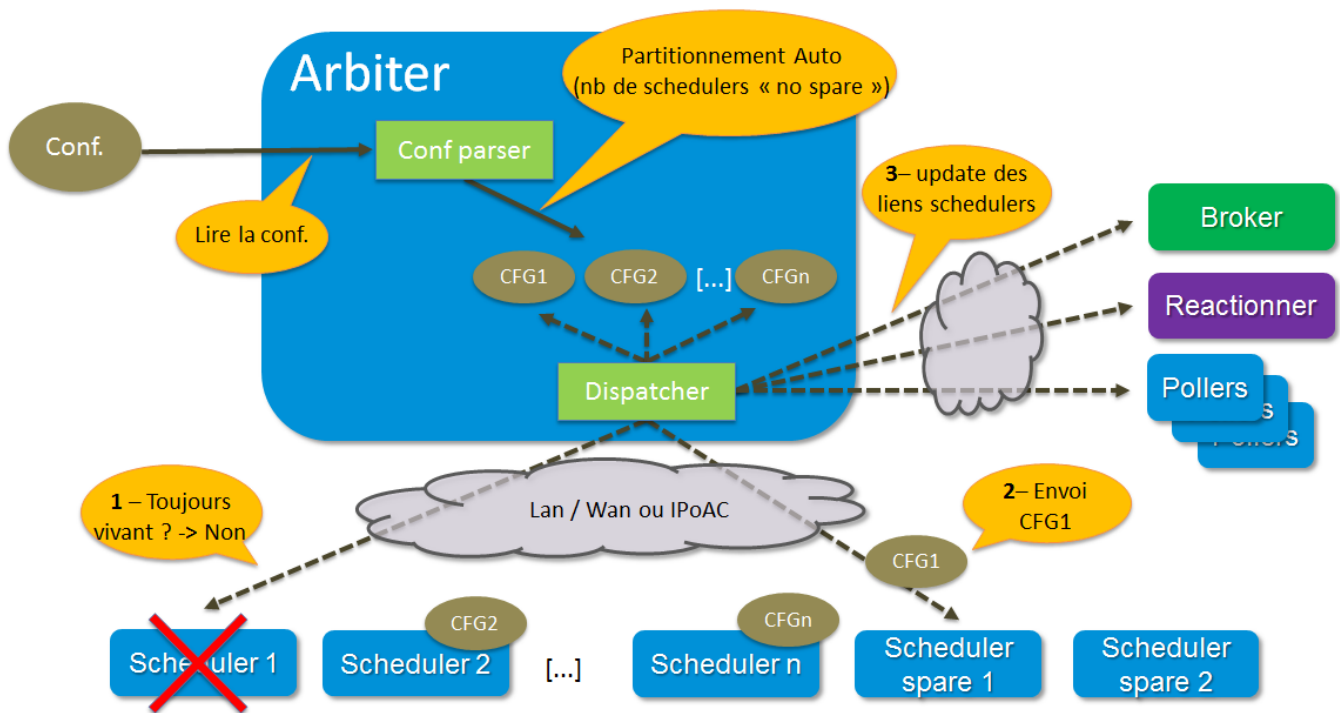 Arbiter
Partitionnement Auto
(nb de schedulers « no spare »)
Conf.
Conf parser
Lire la conf.
3– update des
liens schedulers
Broker
CFG1
CFG2
[...]
CFGn
Reactionner
Dispatcher
Pollers
s
Pollers
1 – Toujours
vivant ? -> Non
Lan / Wan ou IPoAC
2– Envoi
CFG1
CFG1
CFG2
CFGn
Scheduler 1
Scheduler 2
[...]
Scheduler n
Scheduler
spare 1
Scheduler
spare 2